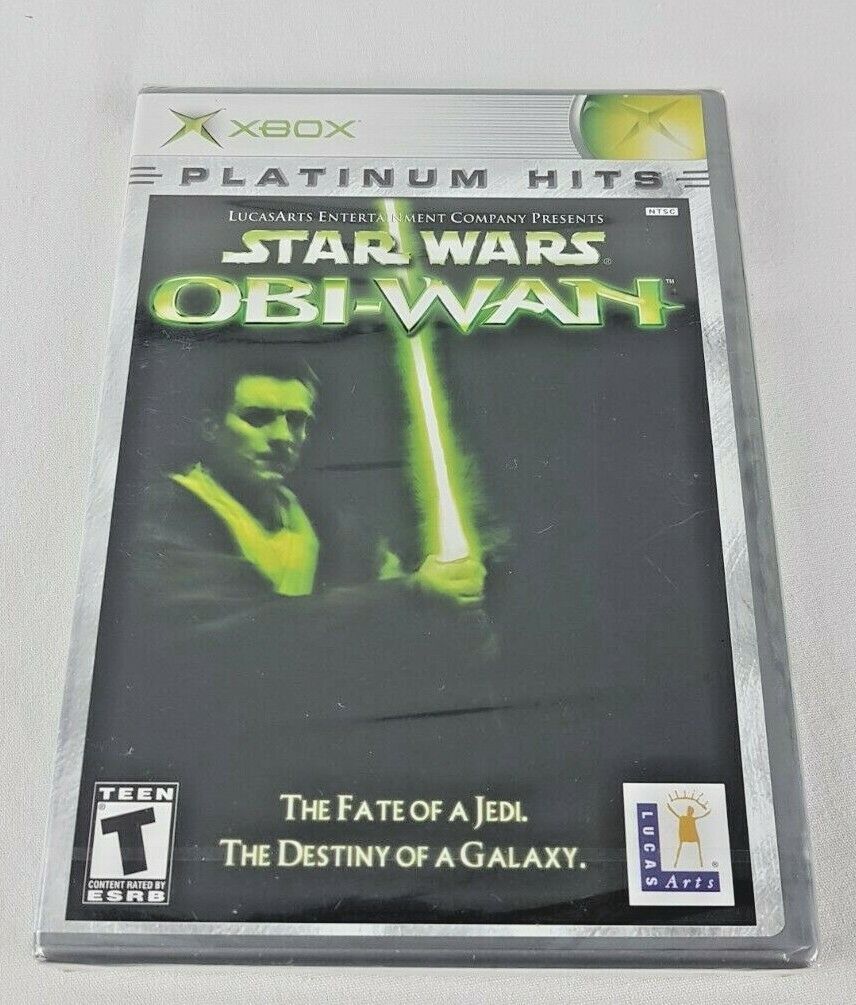 XBOX
PLATINUM HITS
NTSC
LUCASARTS ENTERTAINMENT COMPANY PRESENTS
STAR WARS®
OBI-WAN™
THE FATE OF A JEDI.
THE DESTINY OF A GALAXY.
TEEN
T
CONTENT RATED BY
ESRB
LUCAS
Arts®